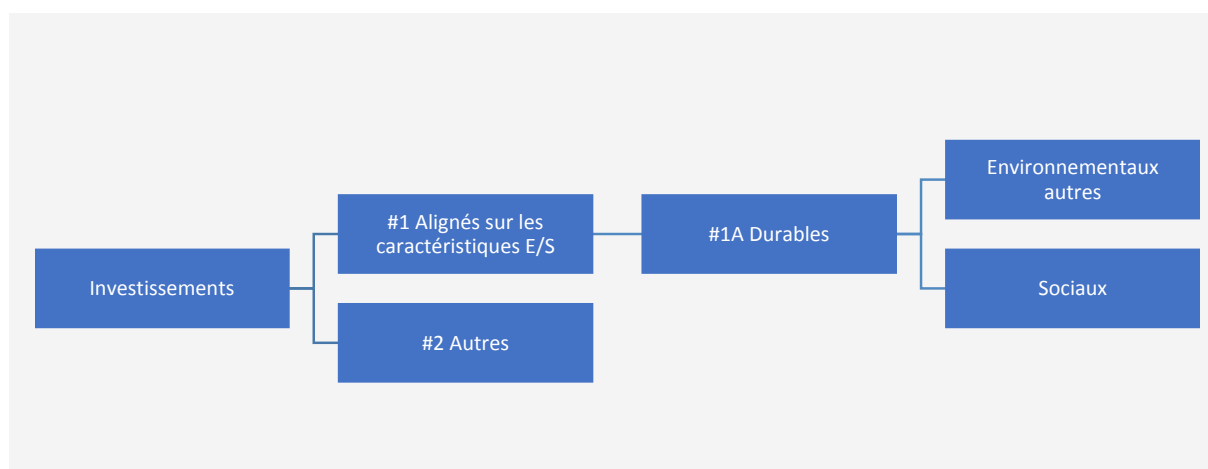 Investissements
#1 Alignés sur les
caractéristiques E/S
#2 Autres
#1A Durables
Environnementaux
autres
Sociaux